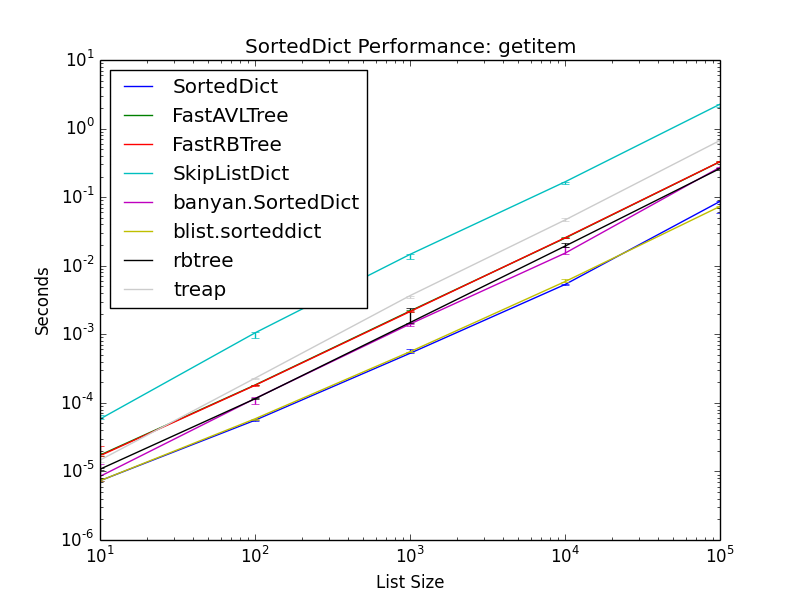 SortedDict Performance: getitem
10^1
10^0
10^-1
10^-2
10^-3
10^-4
10^-5
10^-6
Seconds
SortedDict
FastAVLTree
FastRBTree
SkipListDict
banyan.SortedDict
blist.sorteddict
rbtree
treap
10^1 10^2 10^3 10^4 10^5
List Size